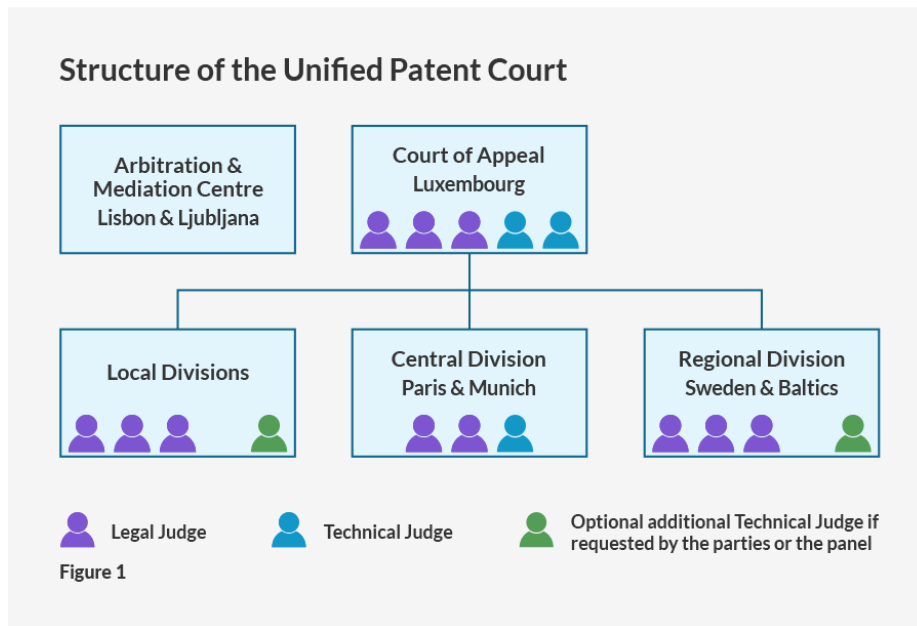 Structure of the Unified Patent Court
Arbitration &
Mediation Centre
Lisbon & Ljubljana
Court of Appeal
Luxembourg
Local Divisions
Central Division
Paris & Munich
Regional Division
Sweden & Baltics
Legal Judge
Technical Judge
Optional additional Technical Judge if
requested by the parties or the panel
Figure 1